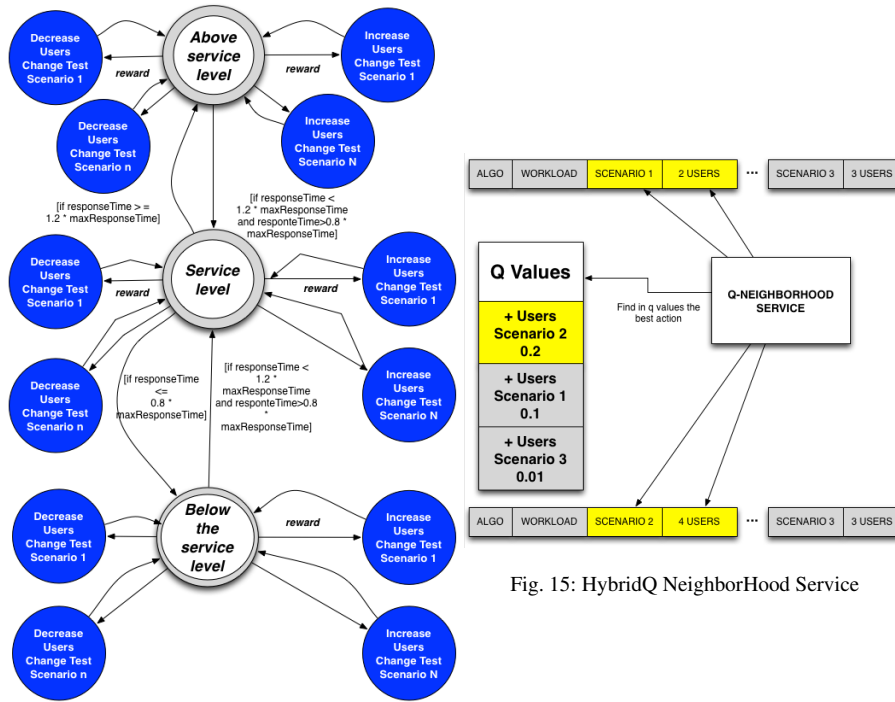 Decrease
Users
Change Test
Scenario 1
reward
Above
service
level
reward
Increase
Users
Change Test
Scenario 1
Decrease
Users
Change Test
Scenario n
Increase
Users
Change Test
Scenario N
[if responseTime >=
1.2 * maxResponseTime]
[if responseTime <
1.2 * maxResponseTime
and responteTime>0.8 *
maxResponseTime]
Decrease
Users
Change Test
Scenario 1
reward
Service
level
reward
Increase
Users
Change Test
Scenario 1
Decrease
Users
Change Test
Scenario n
[if responseTime
<=
0.8 *
maxResponseTime]
[if responseTime <
1.2 *
maxResponseTime
and responteTime>0.8
*
maxResponseTime]
Increase
Users
Change Test
Scenario N
Decrease
Users
Change Test
Scenario 1
Below
the
service
level
reward
Increase
Users
Change Test
Scenario 1
Decrease
Users
Change Test
Scenario n
Increase
Users
Change Test
Scenario N
ALGO WORKLOAD SCENARIO 1 2 USERS ... SCENARIO 3 3 USERS
Q Values
+ Users
Scenario 2
0.2
+ Users
Scenario 1
0.1
+ Users
Scenario 3
0.01
Find in q values the
best action
Q-NEIGHBORHOOD
SERVICE
ALGO WORKLOAD SCENARIO 2 4 USERS ... SCENARIO 3 3 USERS
Fig. 15: HybridQ NeighborHood Service